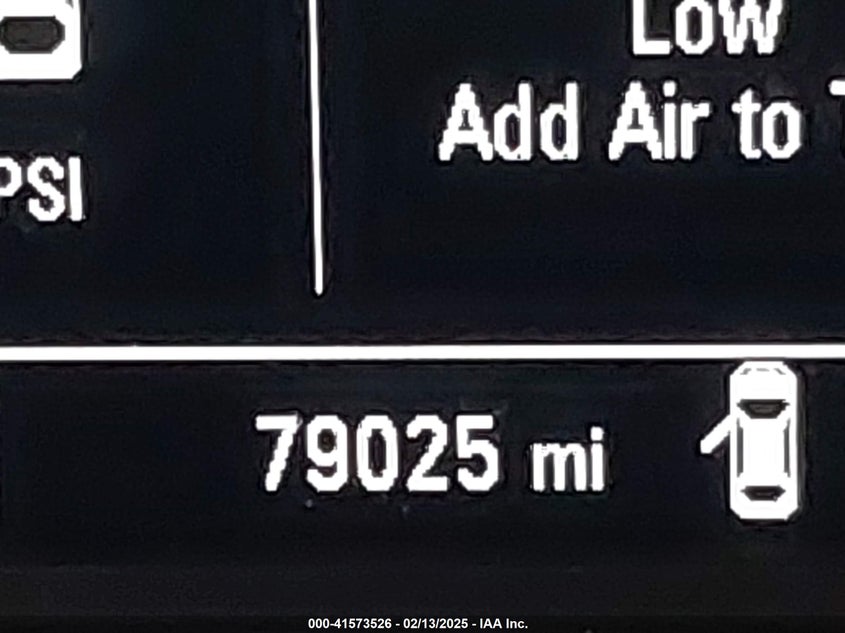 Low
Add Air to
PSI
79025 mi
000-41573526 - 02/13/2025 - IAA Inc.